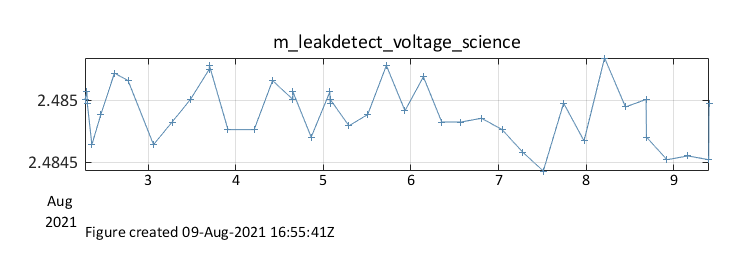 m_leakdetect_voltage_science
2.485
2.4845
3 4 5 6 7 8 9
Aug
2021
Figure created 09-Aug-2021 16:55:41Z